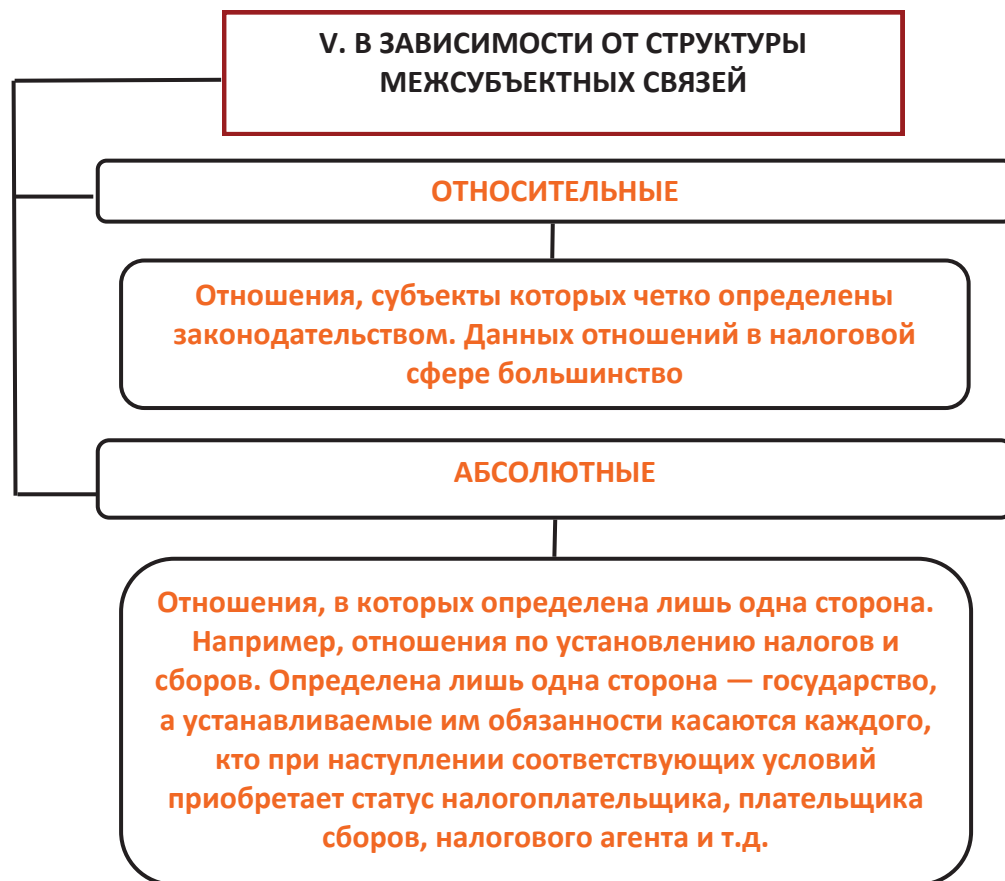 V. В ЗАВИСИМОСТИ ОТ СТРУКТУРЫ
МЕЖСУБЪЕКТНЫХ СВЯЗЕЙ
ОТНОСИТЕЛЬНЫЕ
Отношения, субъекты которых четко определены
законодательством. Данных отношений в налоговой
сфере большинство
АБСОЛЮТНЫЕ
Отношения, в которых определена лишь одна сторона.
Например, отношения по установлению налогов и
сборов. Определена лишь одна сторона — государство,
а устанавливаемые им обязанности касаются каждого,
кто при наступлении соответствующих условий
приобретает статус налогоплательщика, плательщика
сборов, налогового агента и т.д.